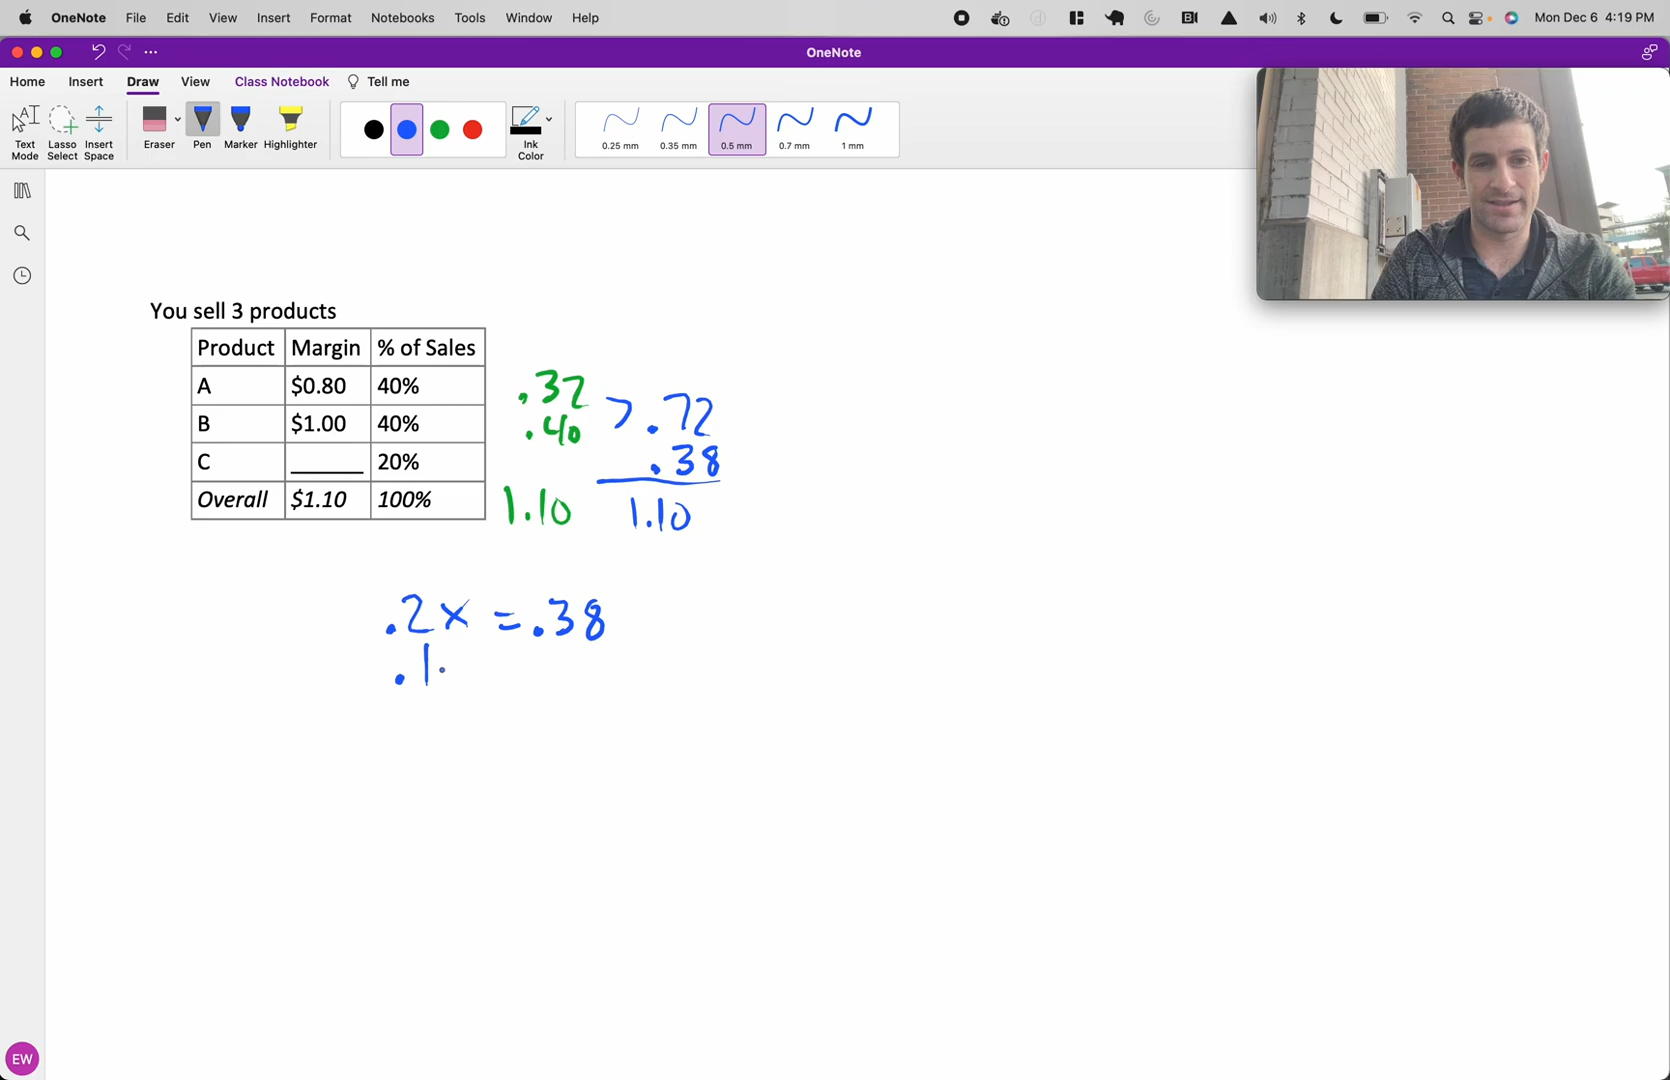 OneNote File Edit View Insert Format Notebooks Tools Window Help Mon Dec 6 4:19 PM
OneNote
Home Insert Draw View Class Notebook Tell me
Text Mode
Lasso Select
Insert Space
Eraser
Pen
Marker
Highlighter
Ink Color
0.25 mm 0.35 mm 0.5 mm 0.7 mm 1 mm
You sell 3 products
Product Margin % of Sales
A $0.80 40% .32
B $1.00 40% .40 > .72
C ______ 20% .38
Overall $1.10 100% 1.10 1.10
.2x = .38
.1
EW